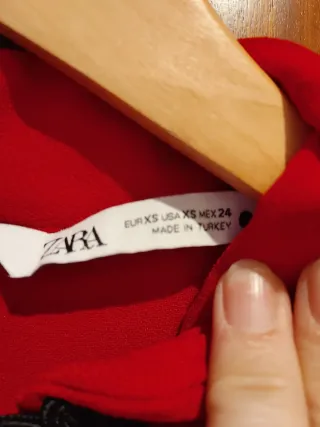 ZARA
EUR XS USA XS MEX 24
MADE IN TURKEY